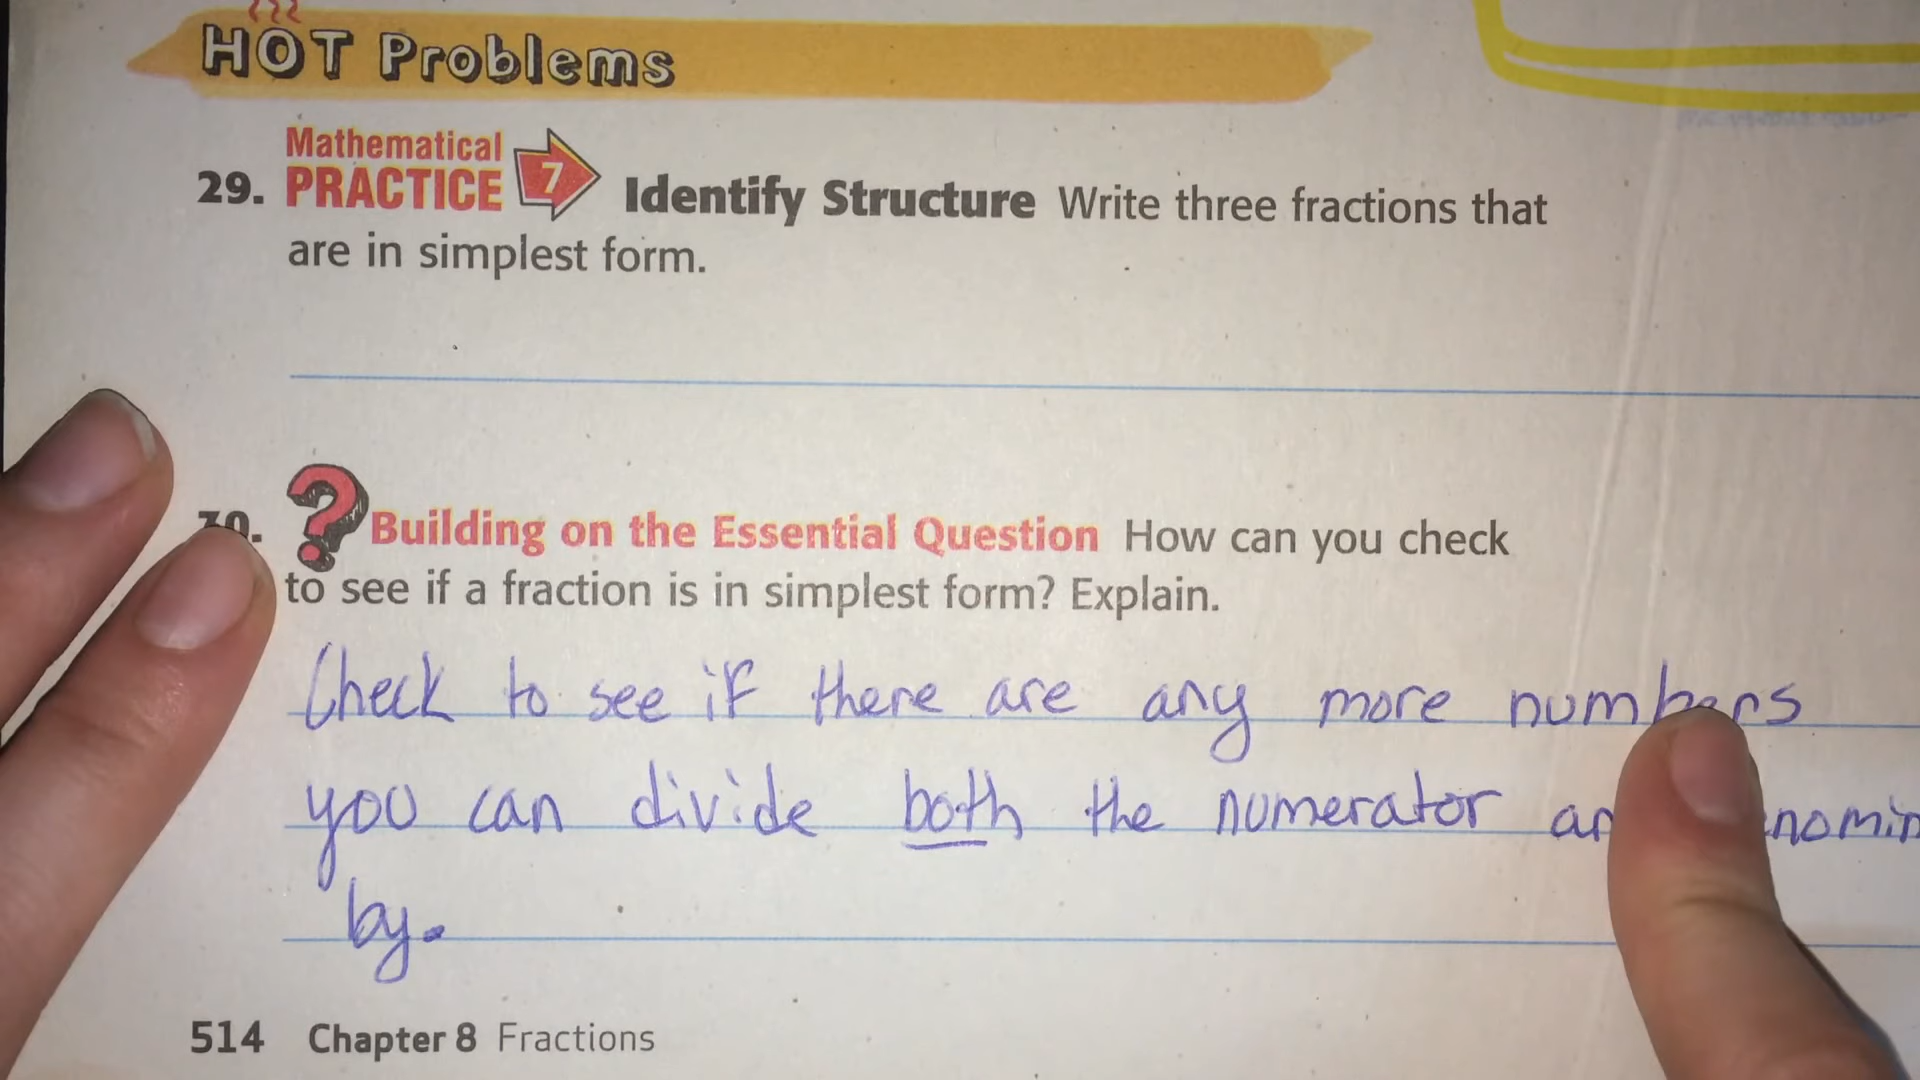 HOT Problems
Mathematical
29. PRACTICE 7 Identify Structure Write three fractions that
are in simplest form.
30. ? Building on the Essential Question How can you check
to see if a fraction is in simplest form? Explain.
Check to see if there are any more numbers
you can divide both the numerator
by.
514 Chapter 8 Fractions